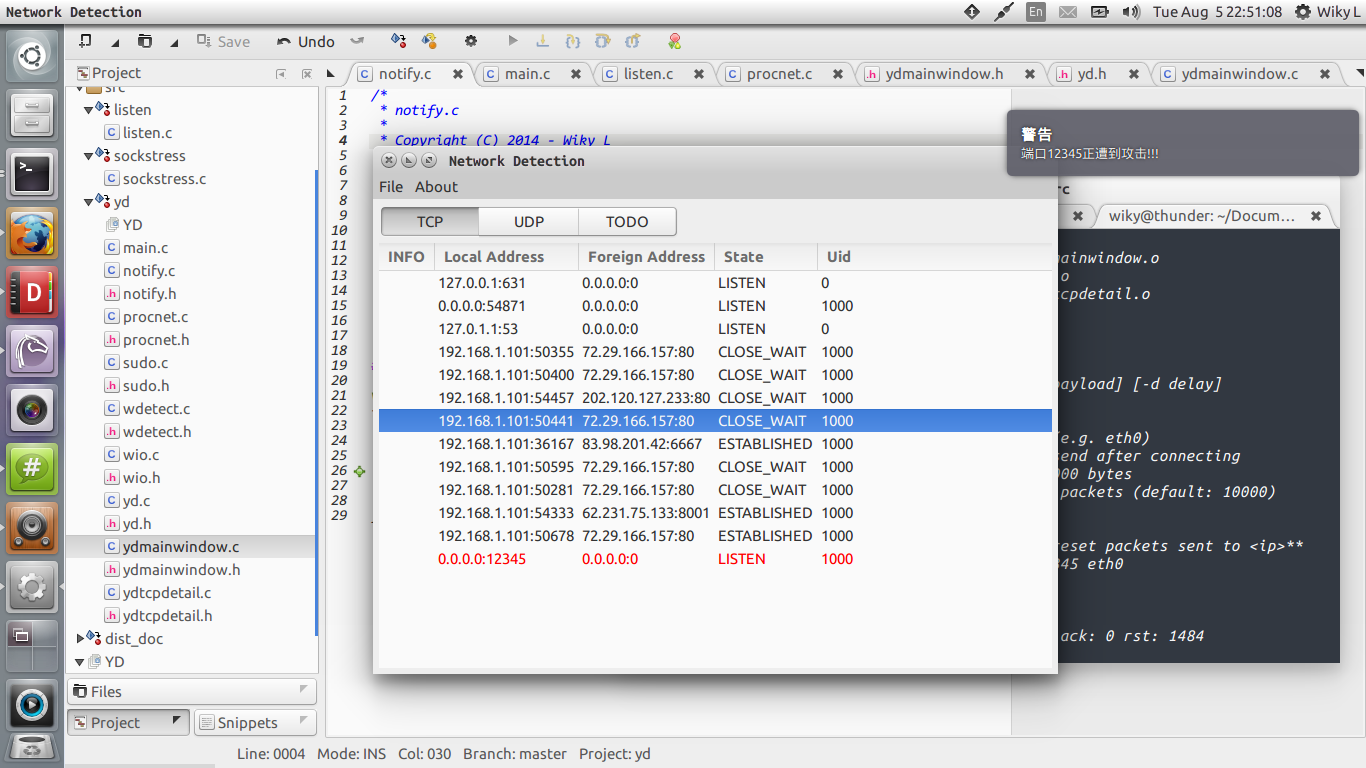 Network Detection
En
Tue Aug 5 22:51:08
Wiky L
Save
Undo
Project
notify.c
main.c
listen.c
procnet.c
ydmainwindow.h
yd.h
ydmainwindow.c
src
listen
listen.c
sockstress
sockstress.c
yd
YD
main.c
notify.c
notify.h
procnet.c
procnet.h
sudo.c
sudo.h
wdetect.c
wdetect.h
wio.c
wio.h
yd.c
yd.h
ydmainwindow.c
ydmainwindow.h
ydtcpdetail.c
ydtcpdetail.h
dist_doc
YD
Files
Project
Snippets
1 /*
2 * notify.c
3 *
4 * Copyright (C) 2014 - Wiky L
5
6
7
8
9
10
11
12
13
14
15
16
17
18
19
20
21
22
23
24
25
26
27
28
29
警告
端口12345正遭到攻击!!!
Network Detection
File About
TCP UDP TODO
INFO Local Address Foreign Address State Uid
127.0.0.1:631 0.0.0.0:0 LISTEN 0
0.0.0.0:54871 0.0.0.0:0 LISTEN 1000
127.0.1.1:53 0.0.0.0:0 LISTEN 0
192.168.1.101:50355 72.29.166.157:80 CLOSE_WAIT 1000
192.168.1.101:50400 72.29.166.157:80 CLOSE_WAIT 1000
192.168.1.101:54457 202.120.127.233:80 CLOSE_WAIT 1000
192.168.1.101:50441 72.29.166.157:80 CLOSE_WAIT 1000
192.168.1.101:36167 83.98.201.42:6667 ESTABLISHED 1000
192.168.1.101:50595 72.29.166.157:80 CLOSE_WAIT 1000
192.168.1.101:50281 72.29.166.157:80 CLOSE_WAIT 1000
192.168.1.101:54333 62.231.75.133:8001 ESTABLISHED 1000
192.168.1.101:50678 72.29.166.157:80 ESTABLISHED 1000
0.0.0.0:12345 0.0.0.0:0 LISTEN 1000
rc
wiky@thunder: ~/Docum...
ainwindow.o
.o
cpdetail.o
ayload] [-d delay]
(e.g. eth0)
send after connecting
000 bytes
packets (default: 10000)
reset packets sent to <ip>**
345 eth0
ack: 0 rst: 1484
Line: 0004 Mode: INS Col: 030 Branch: master Project: yd